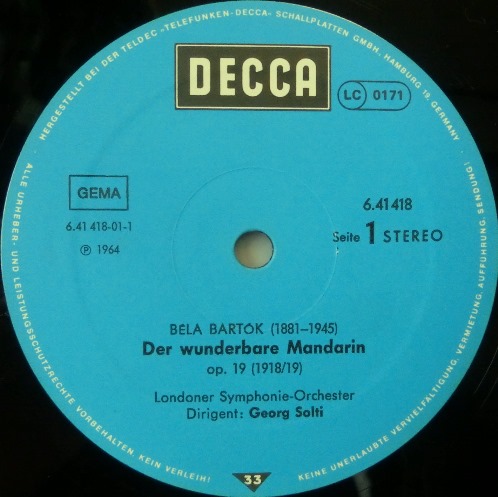 HERGESTELLT BEI DER TELDEC »TELEFUNKEN-DECCA« SCHALLPLATTEN GMBH, HAMBURG 19, GERMANY
DECCA
LC 0171
GEMA
6.41 418-01-1
Ⓟ 1964
6.41 418
Seite 1 STEREO
BÉLA BARTÓK (1881–1945)
Der wunderbare Mandarin
op. 19 (1918/19)
Londoner Symphonie-Orchester
Dirigent: Georg Solti
ALLE URHEBER- UND LEISTUNGSSCHUTZRECHTE VORBEHALTEN. KEIN VERLEIH! KEINE UNERLAUBTE VERVIELFÄLTIGUNG, VERMIETUNG, AUFFÜHRUNG, SENDUNG!
33